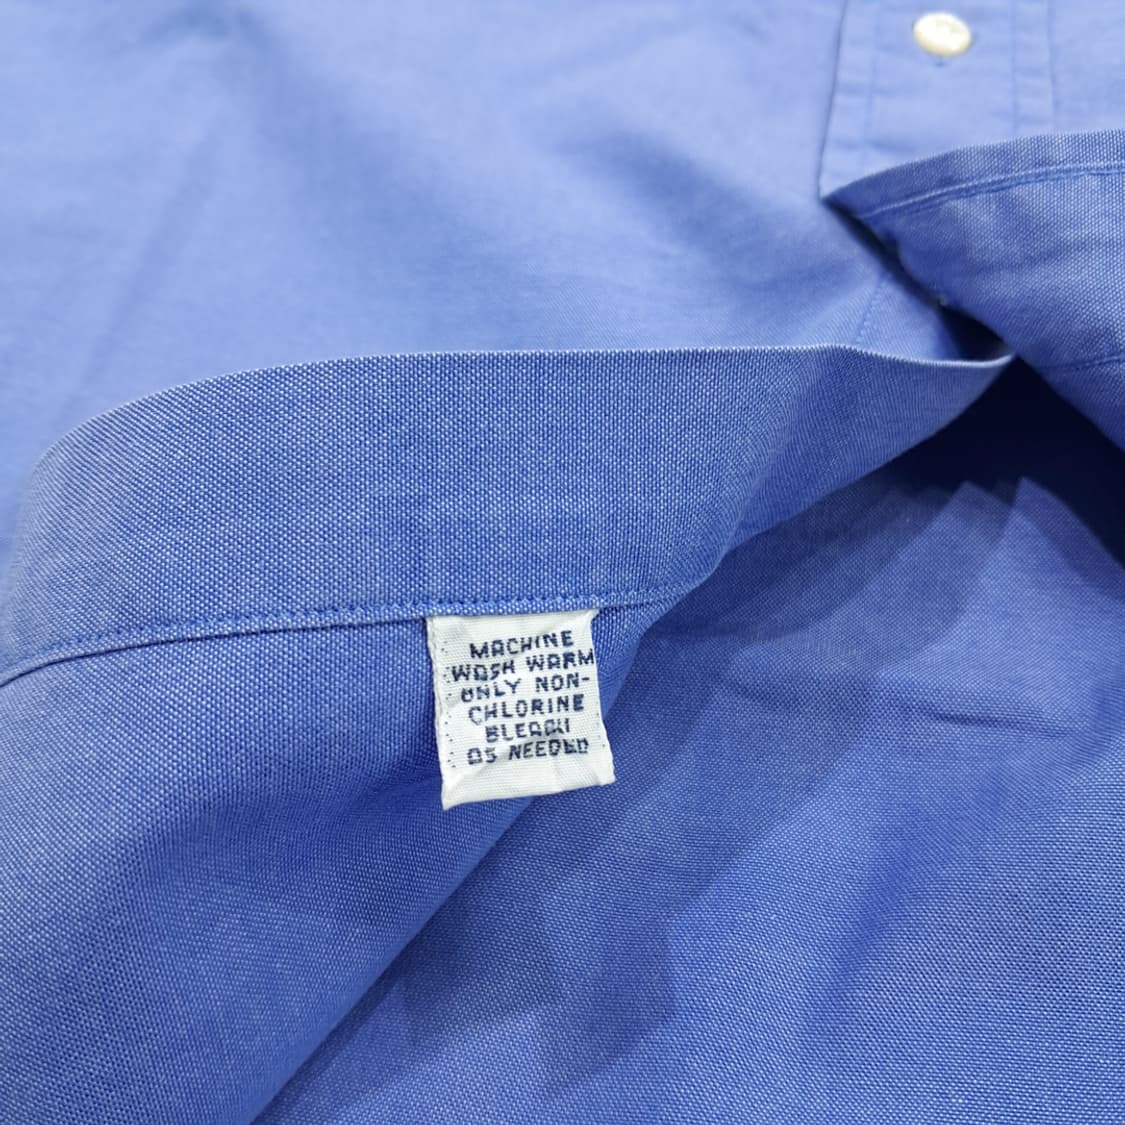 MACHINE
WASH WARM
ONLY NON-
CHLORINE
BLEACH
AS NEEDED